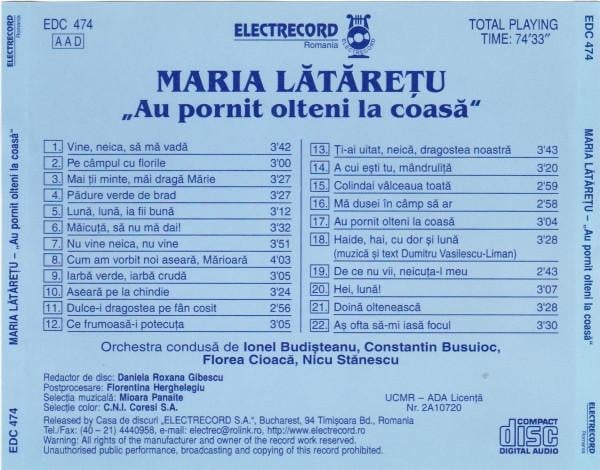 EDC 474
AAD
ELECTRECORD
Romania
ELECTRECORD
TOTAL PLAYING
TIME: 74'33"
MARIA LĂTĂREȚU
„Au pornit olteni la coasă“
1. Vine, neica, să mă vadă 3'42
2. Pe câmpul cu florile 3'00
3. Mai ții minte, măi dragă Mărie 3'27
4. Pădure verde de brad 3'27
5. Lună, lună, ia fii bună 3'12
6. Măicuță, să nu mă dai! 3'32
7. Nu vine neica, nu vine 3'51
8. Cum am vorbit noi aseară, Mărioară 4'03
9. Iarbă verde, iarbă crudă 3'05
10. Aseară pe la chindie 3'24
11. Dulce-i dragostea pe fân cosit 2'56
12. Ce frumoasă-i potecuța 3'05
13. Ți-ai uitat, neică, dragostea noastră 3'43
14. A cui ești tu, mândruliță 3'20
15. Colindai vâlceaua toată 2'59
16. Mă dusei în câmp să ar 2'58
17. Au pornit olteni la coasă 3'04
18. Haide, hai, cu dor și lună 3'28
(muzică și text Dumitru Vasilescu-Liman)
19. De ce nu vii, neicuța-l meu 2'43
20. Hei, lună! 3'07
21. Doină oltenească 3'28
22. Aș ofta să-mi iasă focul 3'30
Orchestra condusă de Ionel Budișteanu, Constantin Busuioc,
Florea Cioacă, Nicu Stănescu
Redactor de disc: Daniela Roxana Gibescu
Postprocesare: Florentina Herghelegiu
Selecția muzicală: Mioara Panaite
Selecție color: C.N.I. Coresi S.A.
UCMR – ADA Licență
Nr. 2A10720
Released by Casa de discuri „ELECTRECORD S.A.“, Bucharest, 94 Timișoara Bd., Romania
Tel./Fax: (40 – 21) 4440958, e-mail: electrec@rolink.ro, http://www.electrecord.ro
Warning: All rights of the manufacturer and owner of the record work reserved.
Unauthorised public performance, broadcasting and copying of this record prohibited.
COMPACT
disc
DIGITAL AUDIO
ELECTRECORD
Romania
MARIA LĂTĂREȚU – „Au pornit olteni la coasă“
EDC 474
EDC 474
MARIA LĂTĂREȚU – „Au pornit olteni la coasă“
ELECTRECORD
Romania